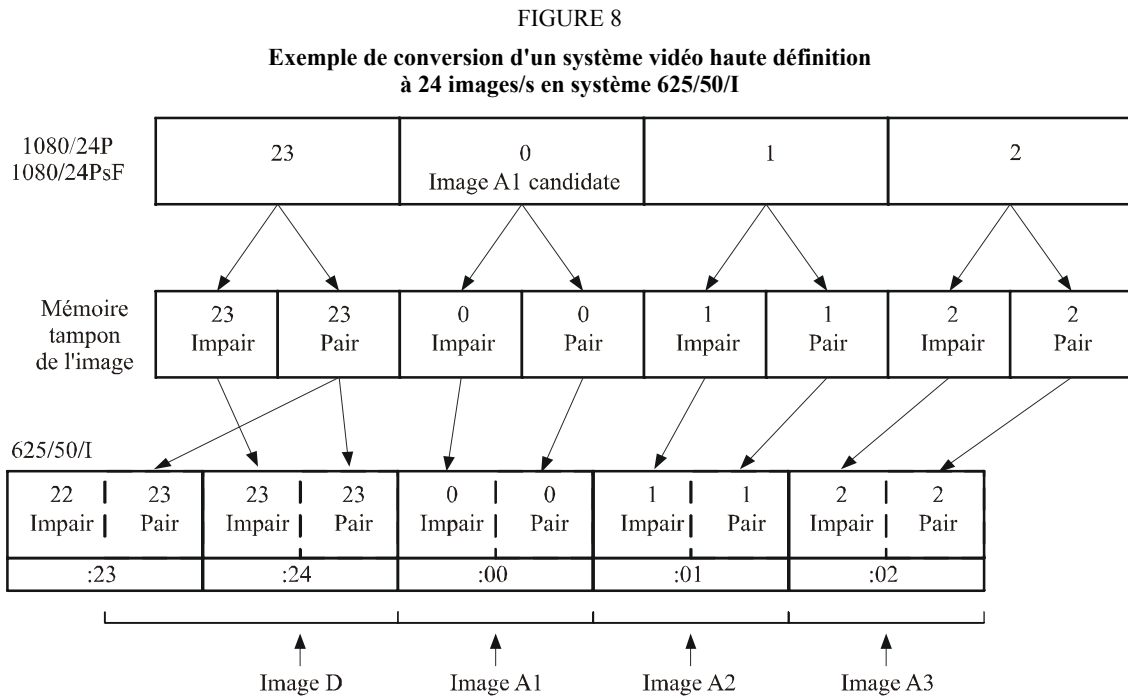 FIGURE 8
Exemple de conversion d'un système vidéo haute définition
à 24 images/s en système 625/50/I
1080/24P
1080/24PsF
23
0
Image A1 candidate
1
2
Mémoire
tampon
de l'image
23 23 0 0 1 1 2 2
Impair Pair Impair Pair Impair Pair Impair Pair
625/50/I
22 23 23 23 0 0 1 1 2 2
Impair Pair Impair Pair Impair Pair Impair Pair Impair Pair
:23 :24 :00 :01 :02
Image D Image A1 Image A2 Image A3